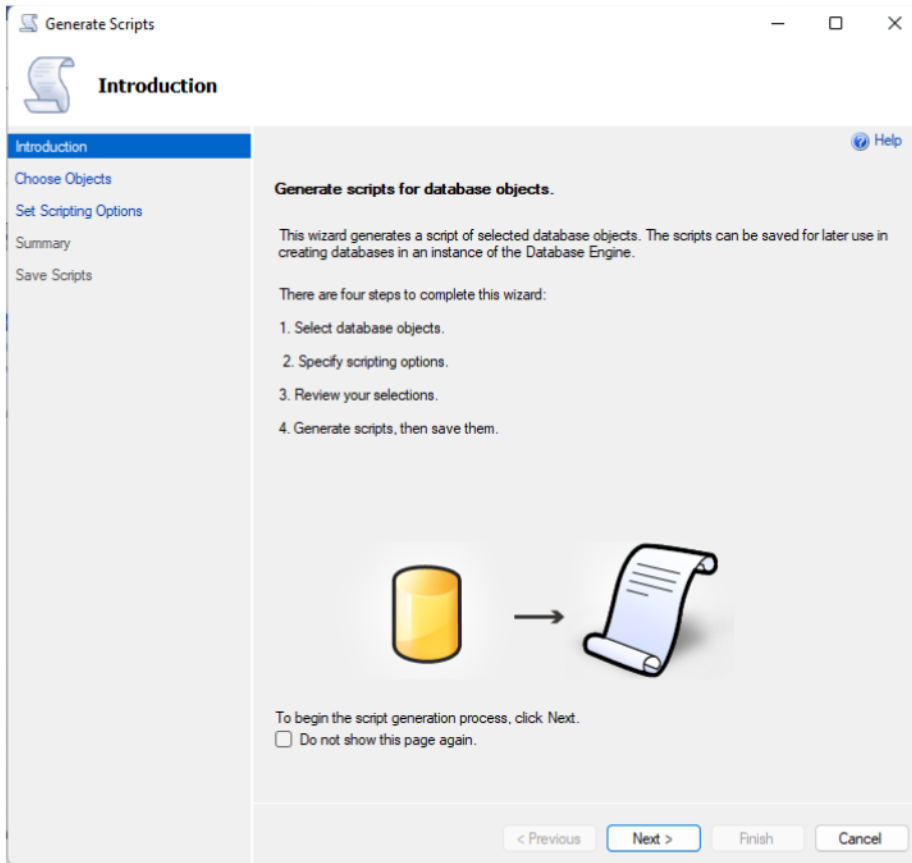 Generate Scripts
Introduction
Introduction
Choose Objects
Set Scripting Options
Summary
Save Scripts
Help
Generate scripts for database objects.
This wizard generates a script of selected database objects. The scripts can be saved for later use in
creating databases in an instance of the Database Engine.
There are four steps to complete this wizard:
1. Select database objects.
2. Specify scripting options.
3. Review your selections.
4. Generate scripts, then save them.
To begin the script generation process, click Next.
Do not show this page again.
< Previous
Next >
Finish
Cancel